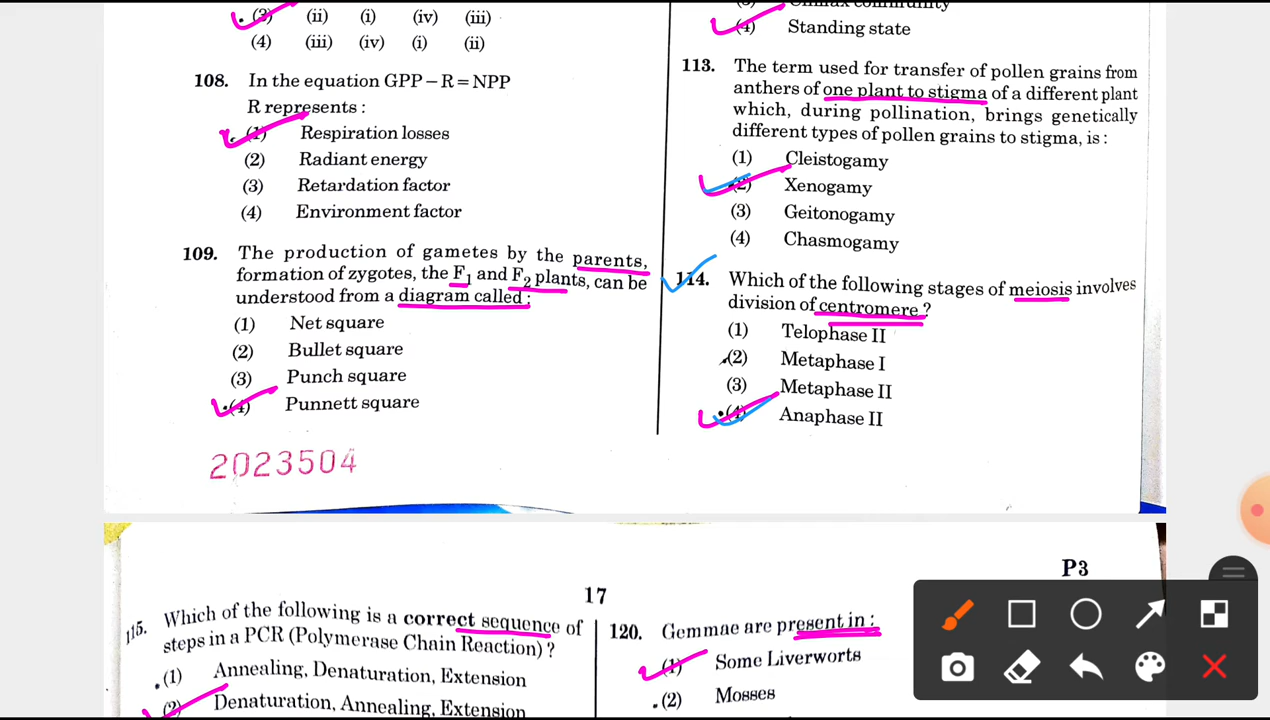 (3) (ii) (i) (iv) (iii)
(4) (iii) (iv) (i) (ii)
108. In the equation GPP – R = NPP
R represents :
(1) Respiration losses
(2) Radiant energy
(3) Retardation factor
(4) Environment factor
109. The production of gametes by the parents,
formation of zygotes, the F1 and F2 plants, can be
understood from a diagram called :
(1) Net square
(2) Bullet square
(3) Punch square
(4) Punnett square
2023504
(4) Standing state
113. The term used for transfer of pollen grains from
anthers of one plant to stigma of a different plant
which, during pollination, brings genetically
different types of pollen grains to stigma, is :
(1) Cleistogamy
(2) Xenogamy
(3) Geitonogamy
(4) Chasmogamy
114. Which of the following stages of meiosis involves
division of centromere ?
(1) Telophase II
(2) Metaphase I
(3) Metaphase II
(4) Anaphase II
17
P3
115. Which of the following is a correct sequence of
steps in a PCR (Polymerase Chain Reaction) ?
(1) Annealing, Denaturation, Extension
(2) Denaturation, Annealing, Extension
120. Gemmae are present in :
(1) Some Liverworts
(2) Mosses